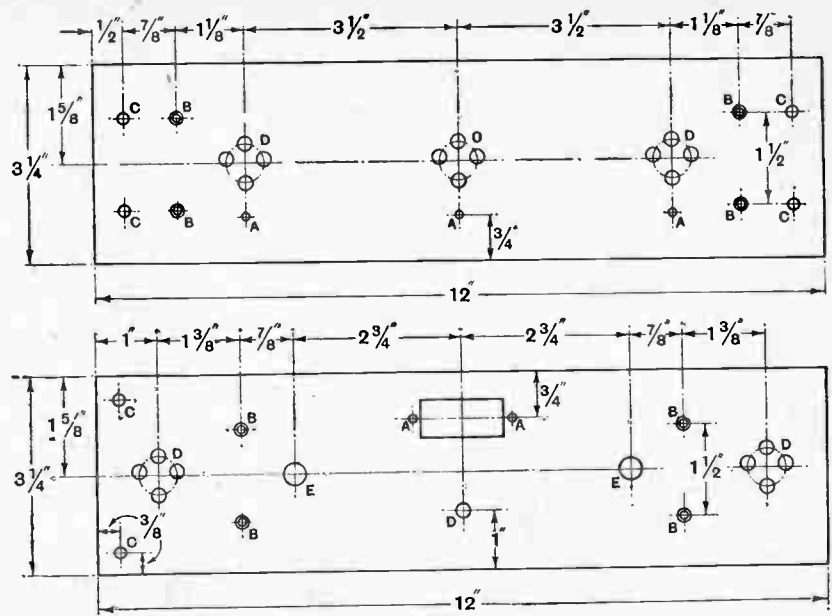 1/2" 7/8" 1 1/8" 3 1/2" 3 1/2" 1 1/8" 7/8"
1 5/8"
C B B C
D O D
3 1/4"
1 1/2"
C B A A A B C
3/4"
12"
1" 1 3/8" 7/8" 2 3/4" 2 3/4" 7/8" 1 3/8"
3/4"
C
1 5/8"
B A A B
D D
3 1/4"
E E
1 1/2"
3/8"
C B D B
1"
12"